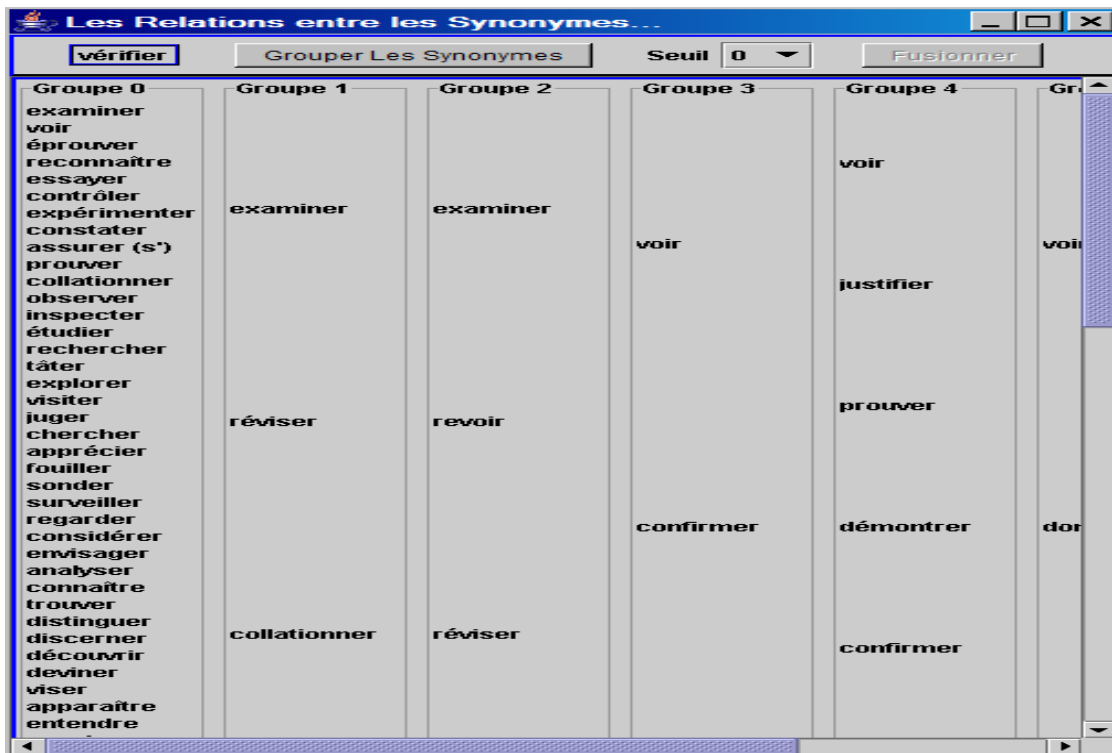 Les Relations entre les Synonymes...
vérifier
Grouper Les Synonymes
Seuil 0
Fusionner
Groupe 0
examiner
voir
éprouver
reconnaître
essayer
contrôler
expérimenter
constater
assurer (s')
prouver
collationner
observer
inspecter
étudier
rechercher
tâter
explorer
visiter
juger
chercher
apprécier
fouiller
sonder
surveiller
regarder
considérer
envisager
analyser
connaître
trouver
distinguer
discerner
découvrir
deviner
viser
apparaître
entendre
Groupe 1
examiner
réviser
collationner
Groupe 2
examiner
revoir
réviser
Groupe 3
voir
confirmer
Groupe 4
voir
justifier
prouver
démontrer
confirmer